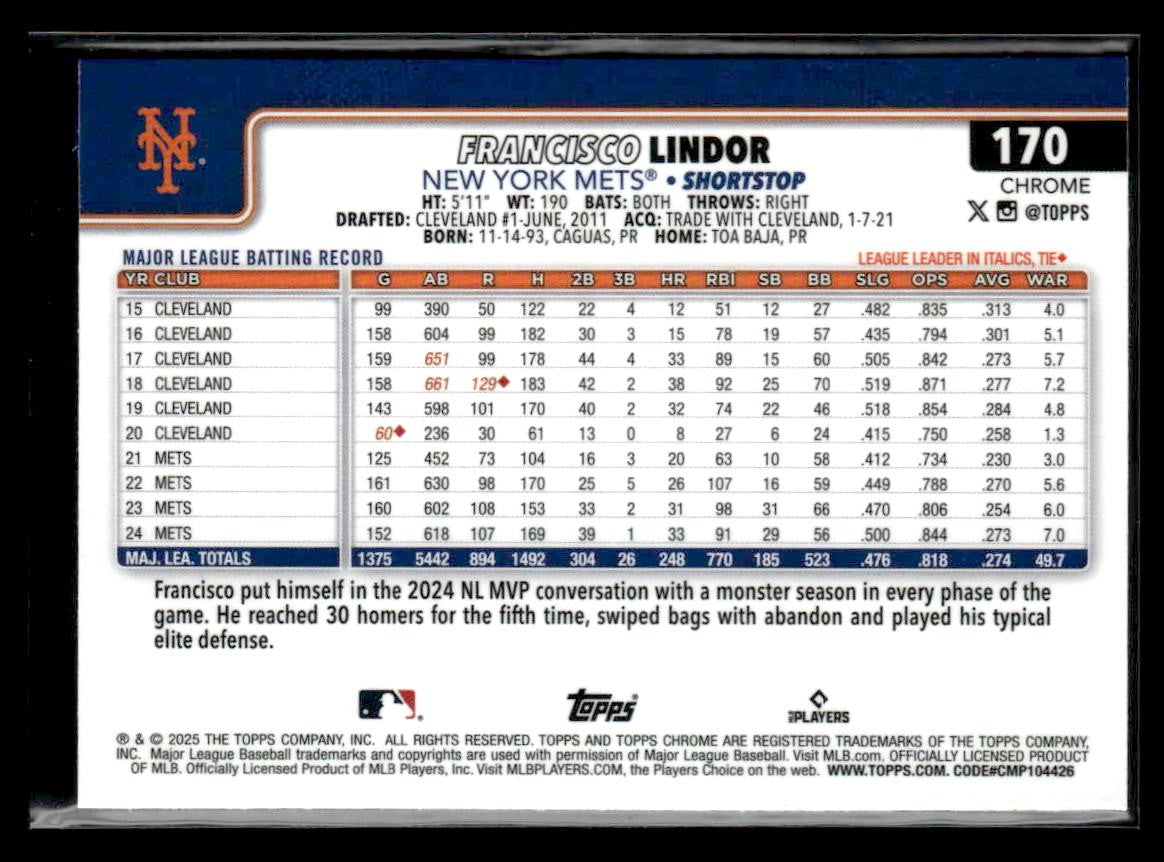 NY
170
FRANCISCO LINDOR
CHROME
NEW YORK METS® • SHORTSTOP
HT: 5'11" WT: 190 BATS: BOTH THROWS: RIGHT
@TOPPS
DRAFTED: CLEVELAND #1-JUNE, 2011 ACQ: TRADE WITH CLEVELAND, 1-7-21
BORN: 11-14-93, CAGUAS, PR HOME: TOA BAJA, PR
MAJOR LEAGUE BATTING RECORD LEAGUE LEADER IN ITALICS, TIE♦
YR CLUB G AB R H 2B 3B HR RBI SB BB SLG OPS AVG WAR
15 CLEVELAND 99 390 50 122 22 4 12 51 12 27 .482 .835 .313 4.0
16 CLEVELAND 158 604 99 182 30 3 15 78 19 57 .435 .794 .301 5.1
17 CLEVELAND 159 651 99 178 44 4 33 89 15 60 .505 .842 .273 5.7
18 CLEVELAND 158 661 129♦ 183 42 2 38 92 25 70 .519 .871 .277 7.2
19 CLEVELAND 143 598 101 170 40 2 32 74 22 46 .518 .854 .284 4.8
20 CLEVELAND 60♦ 236 30 61 13 0 8 27 6 24 .415 .750 .258 1.3
21 METS 125 452 73 104 16 3 20 63 10 58 .412 .734 .230 3.0
22 METS 161 630 98 170 25 5 26 107 16 59 .449 .788 .270 5.6
23 METS 160 602 108 153 33 2 31 98 31 66 .470 .806 .254 6.0
24 METS 152 618 107 169 39 1 33 91 29 56 .500 .844 .273 7.0
MAJ. LEA. TOTALS 1375 5442 894 1492 304 26 248 770 185 523 .476 .818 .274 49.7
Francisco put himself in the 2024 NL MVP conversation with a monster season in every phase of the
game. He reached 30 homers for the fifth time, swiped bags with abandon and played his typical
elite defense.
Topps
MLB PLAYERS
® & © 2025 THE TOPPS COMPANY, INC. ALL RIGHTS RESERVED. TOPPS AND TOPPS CHROME ARE REGISTERED TRADEMARKS OF THE TOPPS COMPANY,
INC. Major League Baseball trademarks and copyrights are used with permission of Major League Baseball. Visit MLB.com. OFFICIALLY LICENSED PRODUCT
OF MLB. Officially Licensed Product of MLB Players, Inc. Visit MLBPLAYERS.COM, the Players Choice on the web. WWW.TOPPS.COM. CODE#CMP104426